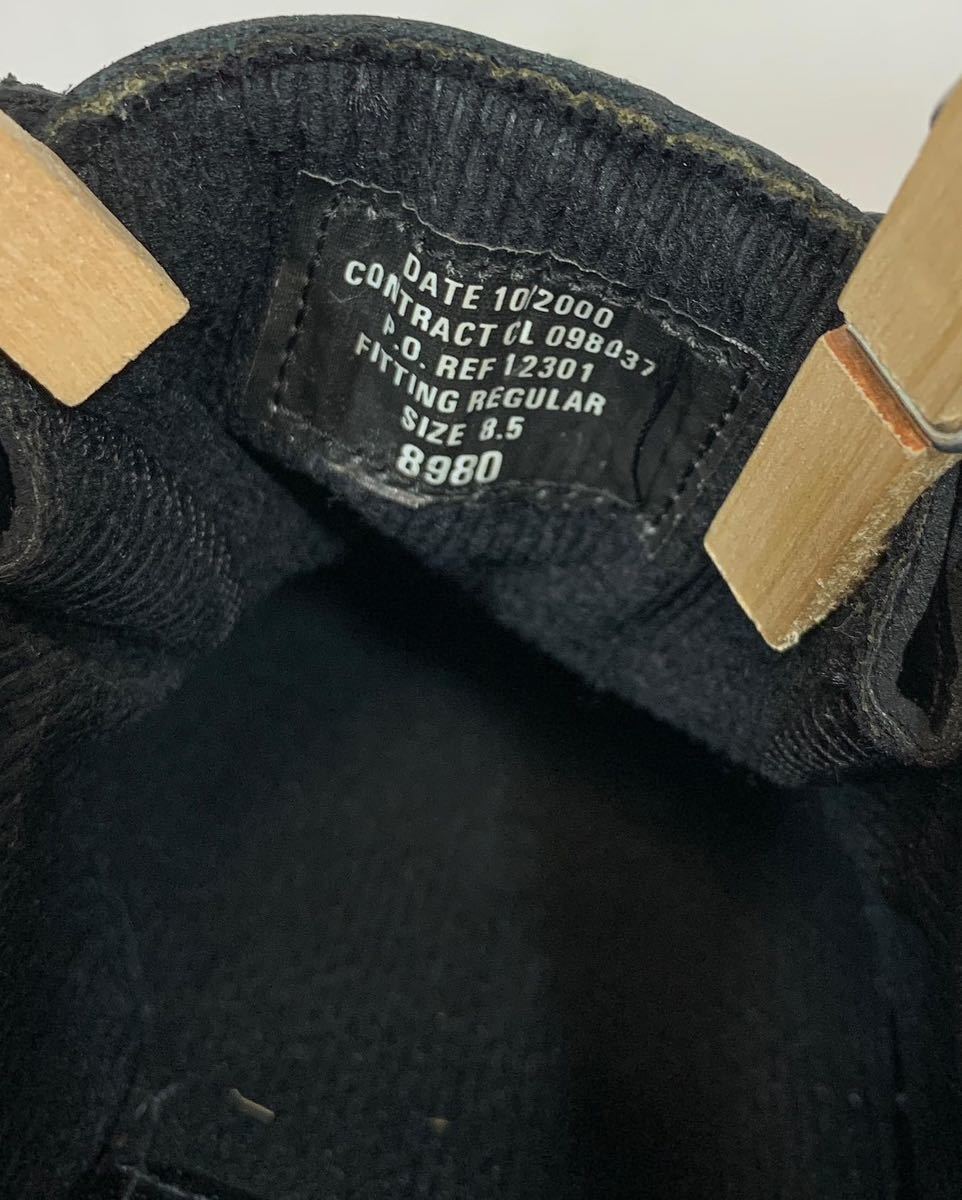 DATE 10/2000
CONTRACT CL 098037
P.O. REF 12301
FITTING REGULAR
SIZE 8.5
8980